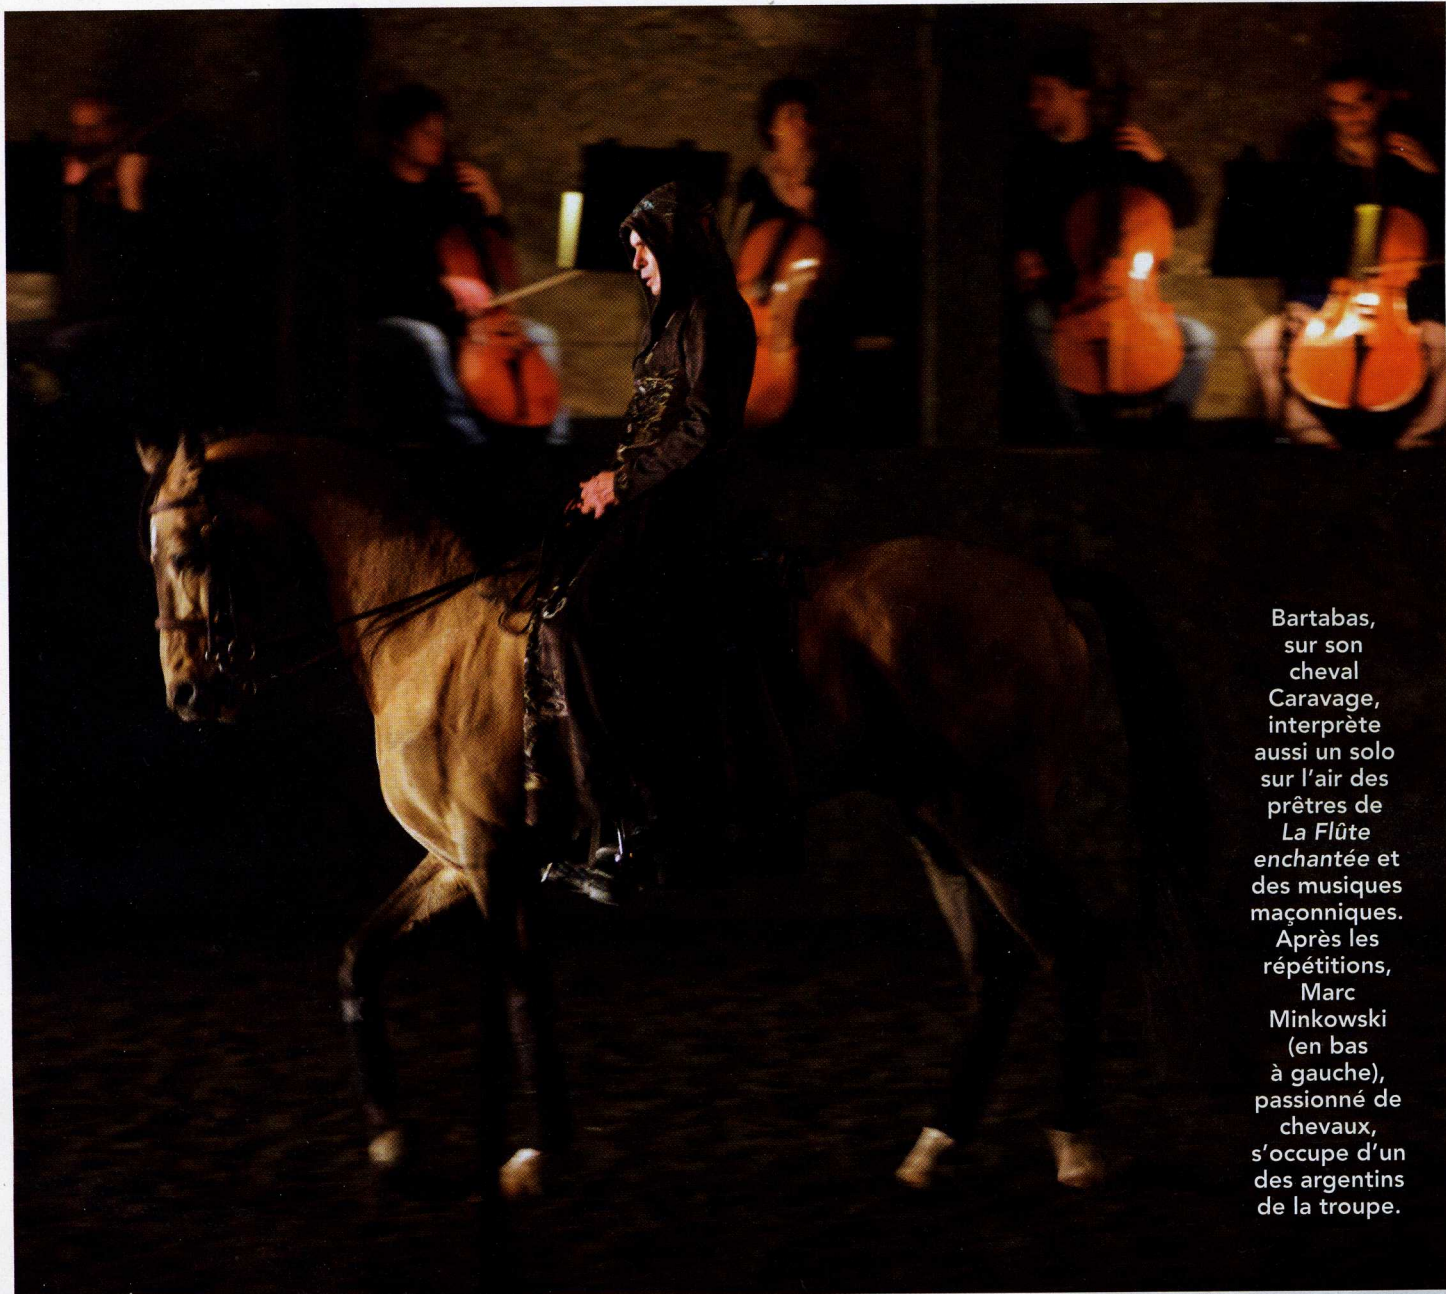 Bartabas,
sur son
cheval
Caravage,
interprète
aussi un solo
sur l'air des
prêtres de
La Flûte
enchantée et
des musiques
maçonniques.
Après les
répétitions,
Marc
Minkowski
(en bas
à gauche),
passionné de
chevaux,
s'occupe d'un
des argentins
de la troupe.